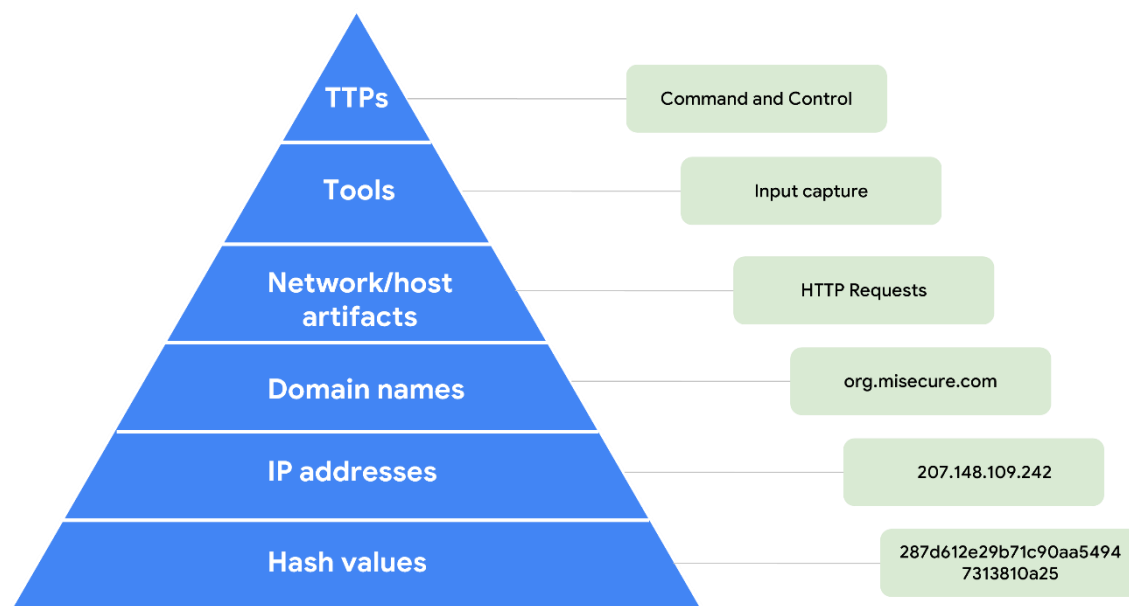 TTPs
Command and Control
Tools
Input capture
Network/host
artifacts
HTTP Requests
Domain names
org.misecure.com
IP addresses
207.148.109.242
Hash values
287d612e29b71c90aa5494
7313810a25